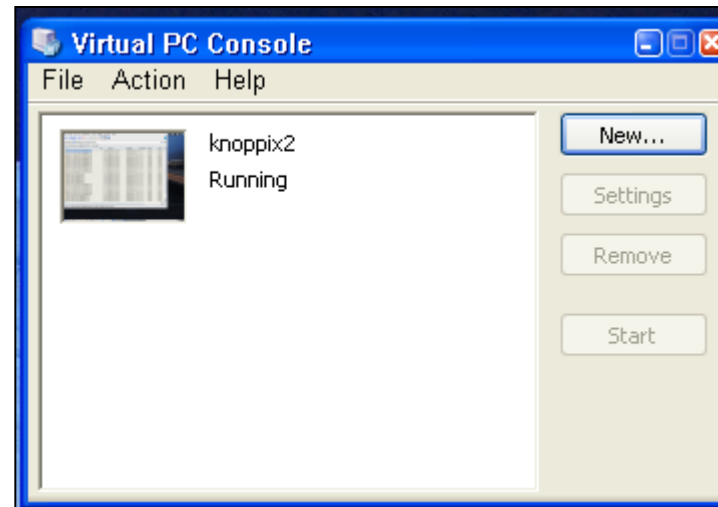 Virtual PC Console
File Action Help
knoppix2
Running
New...
Settings
Remove
Start